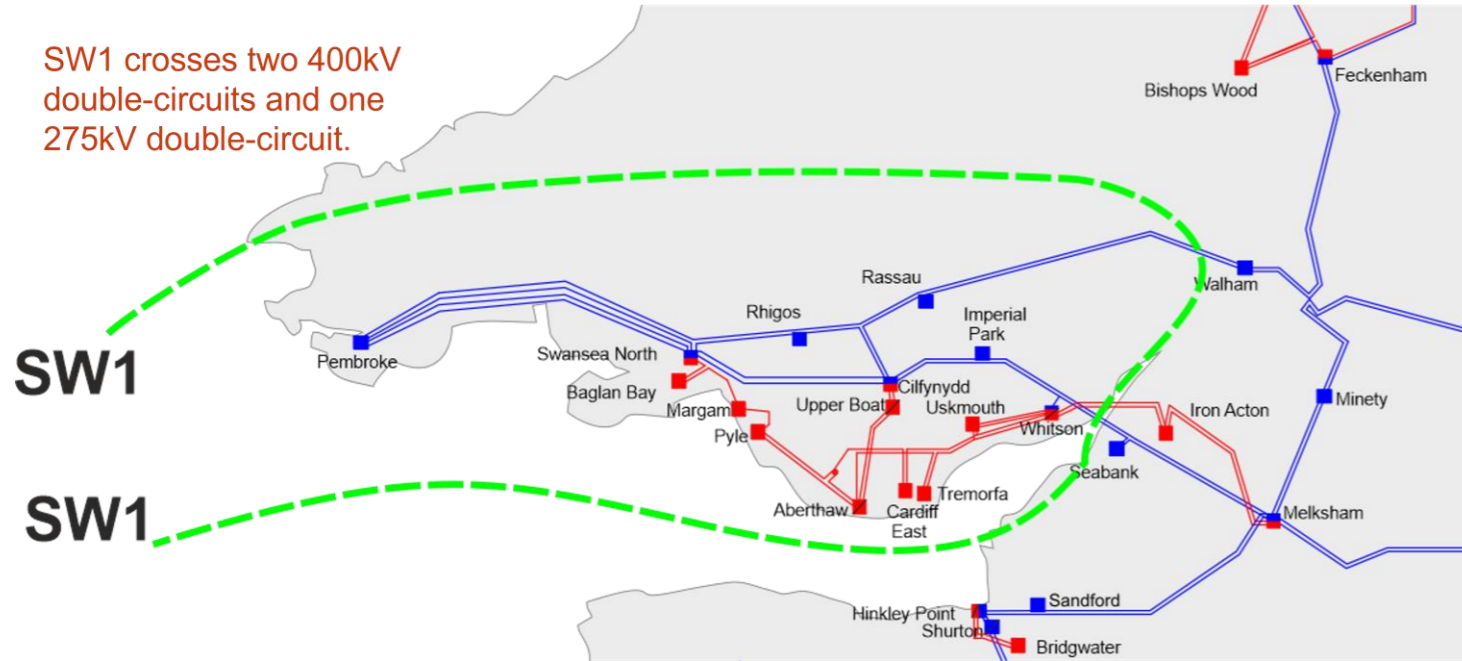 SW1 crosses two 400kV
double-circuits and one
275kV double-circuit.
Bishops Wood
Feckenham
Walham
Rassau
Rhigos
Imperial
Park
SW1
Pembroke
Swansea North
Baglan Bay
Cilfynydd
Margam
Upper Boat
Uskmouth
Whitson
Iron Acton
Minety
Pyle
Seabank
SW1
Aberthaw
Cardiff
East
Tremorfa
Melksham
Hinkley Point
Sandford
Shurton
Bridgwater